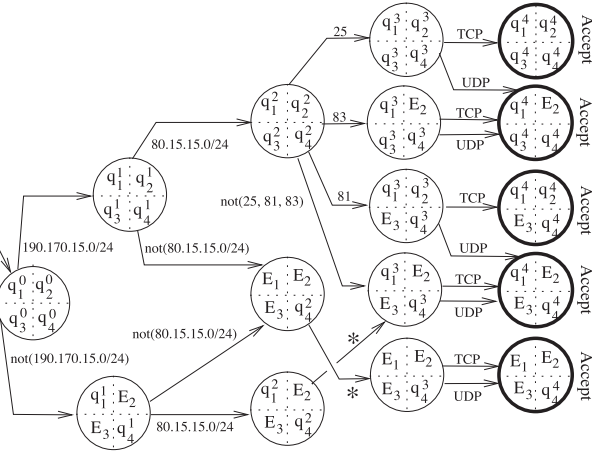 q₁⁰ q₂⁰
q₃⁰ q₄⁰
190.170.15.0/24
not(190.170.15.0/24)
q₁¹ q₂¹
q₃¹ q₄¹
q₁¹ E₂
E₃ q₄¹
80.15.15.0/24
not(80.15.15.0/24)
not(80.15.15.0/24)
80.15.15.0/24
q₁² q₂²
q₃² q₄²
E₁ E₂
E₃ q₄²
q₁² E₂
E₃ q₄²
25
83
81
not(25, 81, 83)
*
*
q₁³ q₂³
q₃³ q₄³
q₁³ E₂
q₃³ q₄³
q₁³ q₂³
E₃ q₄³
q₁³ E₂
E₃ q₄³
E₁ E₂
E₃ q₄³
TCP
UDP
TCP
UDP
TCP
UDP
TCP
UDP
TCP
UDP
q₁⁴ q₂⁴
q₃⁴ q₄⁴
Accept
q₁⁴ E₂
q₃⁴ q₄⁴
Accept
q₁⁴ q₂⁴
E₃ q₄⁴
Accept
q₁⁴ E₂
E₃ q₄⁴
Accept
E₁ E₂
E₃ q₄⁴
Accept